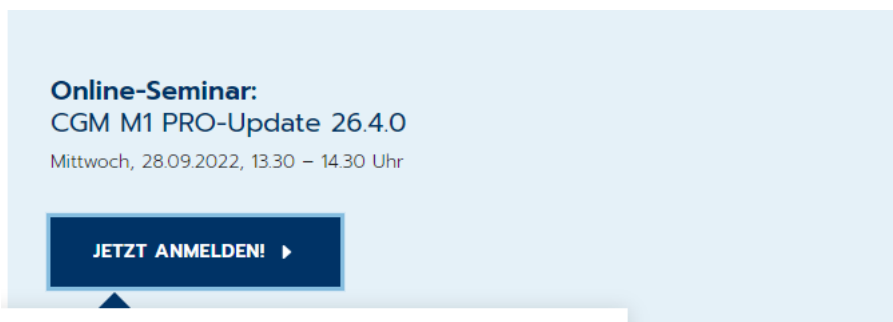 Online-Seminar:
CGM M1 PRO-Update 26.4.0
Mittwoch, 28.09.2022, 13.30 – 14.30 Uhr
JETZT ANMELDEN!